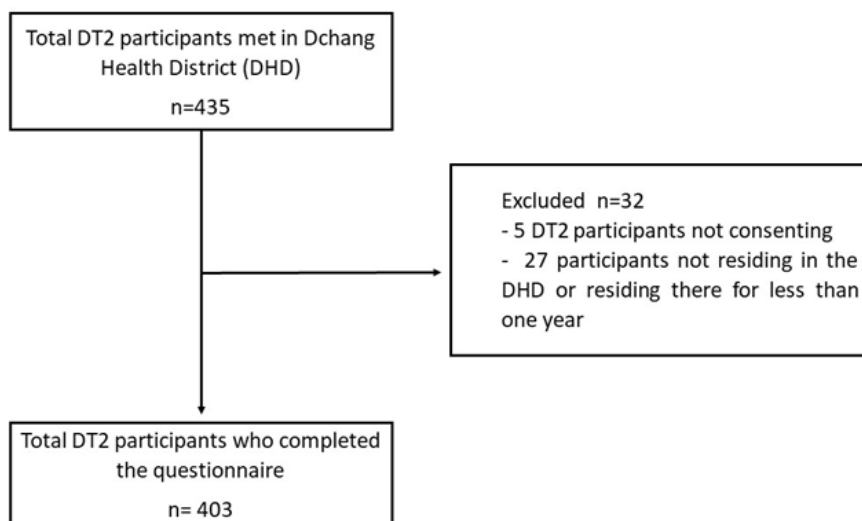 Total DT2 participants met in Dchang
Health District (DHD)
n=435
Excluded n=32
- 5 DT2 participants not consenting
- 27 participants not residing in the
DHD or residing there for less than
one year
Total DT2 participants who completed
the questionnaire
n= 403